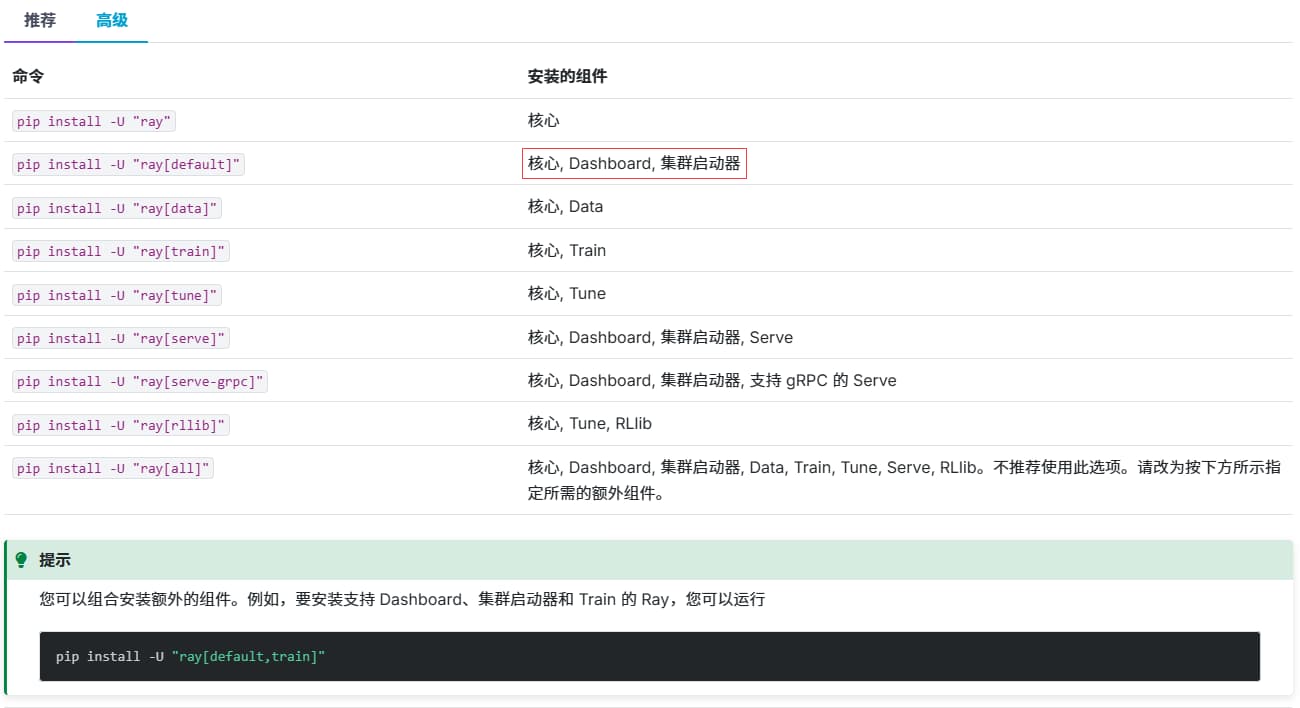 推荐 高级
命令 安装的组件
pip install -U "ray" 核心
pip install -U "ray[default]" 核心, Dashboard, 集群启动器
pip install -U "ray[data]" 核心, Data
pip install -U "ray[train]" 核心, Train
pip install -U "ray[tune]" 核心, Tune
pip install -U "ray[serve]" 核心, Dashboard, 集群启动器, Serve
pip install -U "ray[serve-grpc]" 核心, Dashboard, 集群启动器, 支持 gRPC 的 Serve
pip install -U "ray[rllib]" 核心, Tune, RLlib
pip install -U "ray[all]" 核心, Dashboard, 集群启动器, Data, Train, Tune, Serve, RLlib。不推荐使用此选项。请改为按下方所示指
定所需的额外组件。
提示
您可以组合安装额外的组件。例如，要安装支持 Dashboard、集群启动器和 Train 的 Ray，您可以运行
pip install -U "ray[default,train]"